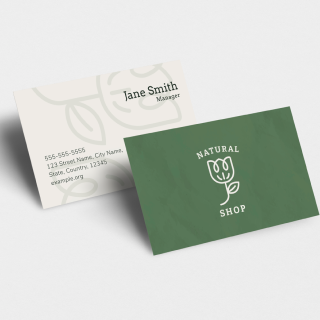 Jane Smith
Manager
555-555-5555
123 Street Name, City Name,
State, Country, 12345
example.org
NATURAL
SHOP